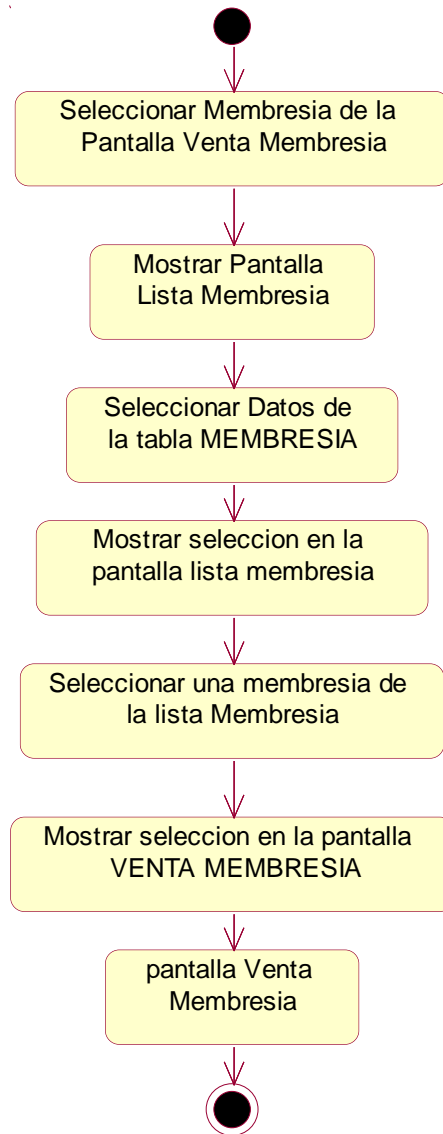 Seleccionar Membresia de la
Pantalla Venta Membresia
Mostrar Pantalla
Lista Membresia
Seleccionar Datos de
la tabla MEMBRESIA
Mostrar seleccion en la
pantalla lista membresia
Seleccionar una membresia de
la lista Membresia
Mostrar seleccion en la pantalla
VENTA MEMBRESIA
pantalla Venta
Membresia